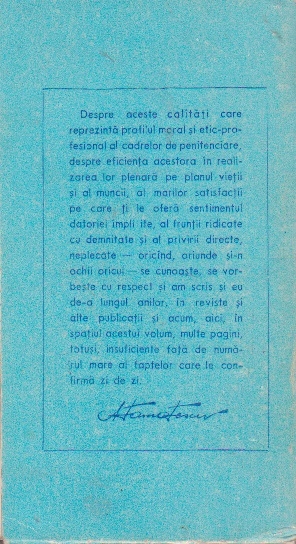 Despre aceste calități care
reprezintă profilul moral și etic-pro-
fesional al cadrelor de penitenciare,
despre eficiența acestora în reali-
zarea lor plenară pe planul vieții
și al muncii, al marilor satisfacții
pe care ți le oferă sentimentul
datoriei împlinite, al frunții ridicate
cu demnitate și al privirii directe,
neplecate — oricînd, oriunde și-n
ochii oricui — se cunoaște, se vor-
bește cu respect și am scris și eu
de-a lungul anilor, în reviste și
alte publicații și acum, aici, în
spațiul acestui volum, multe pagini,
totuși, insuficiente față de numă-
rul mare al faptelor care le con-
firmă zi de zi.